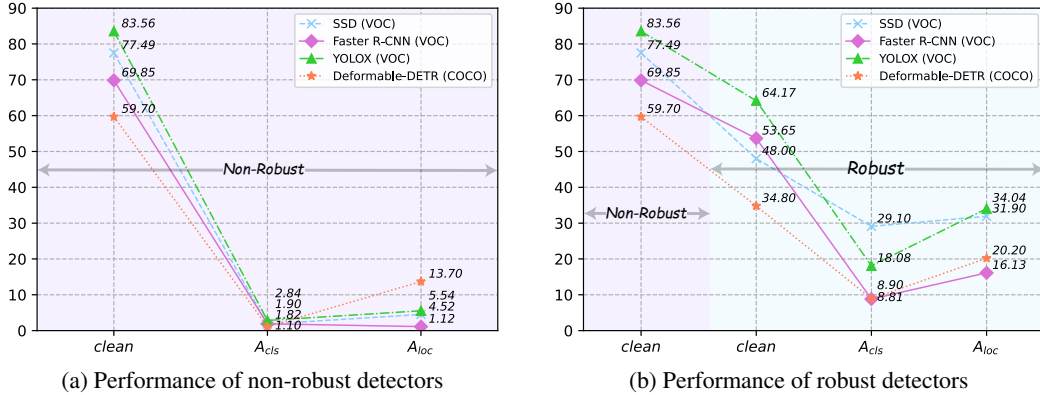 90
80
70
60
50
40
30
20
10
0
83.56
77.49
69.85
59.70
SSD (VOC)
Faster R-CNN (VOC)
YOLOX (VOC)
Deformable-DETR (COCO)
Non-Robust
2.84
1.90
1.82
1.10
13.70
5.54
4.52
1.12
clean
A_cls
A_loc
(a) Performance of non-robust detectors
90
80
70
60
50
40
30
20
10
0
83.56
77.49
69.85
59.70
SSD (VOC)
Faster R-CNN (VOC)
YOLOX (VOC)
Deformable-DETR (COCO)
64.17
53.65
48.00
34.80
Robust
Non-Robust
29.10
18.08
8.90
8.81
34.04
31.90
20.20
16.13
clean
clean
A_cls
A_loc
(b) Performance of robust detectors